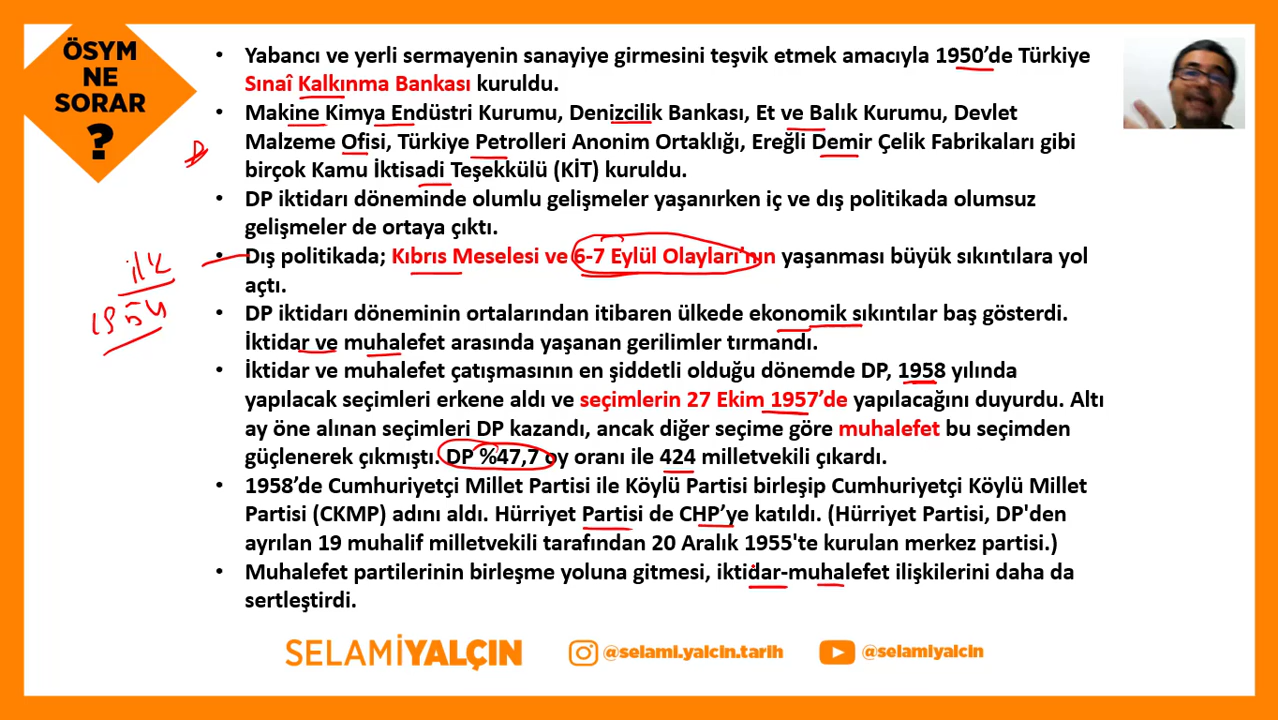 ÖSYM
NE
SORAR
?
• Yabancı ve yerli sermayenin sanayiye girmesini teşvik etmek amacıyla 1950’de Türkiye
Sınaî Kalkınma Bankası kuruldu.
• Makine Kimya Endüstri Kurumu, Denizcilik Bankası, Et ve Balık Kurumu, Devlet
Malzeme Ofisi, Türkiye Petrolleri Anonim Ortaklığı, Ereğli Demir Çelik Fabrikaları gibi
birçok Kamu İktisadi Teşekkülü (KİT) kuruldu.
• DP iktidarı döneminde olumlu gelişmeler yaşanırken iç ve dış politikada olumsuz
gelişmeler de ortaya çıktı.
• Dış politikada; Kıbrıs Meselesi ve 6-7 Eylül Olayları’nın yaşanması büyük sıkıntılara yol
açtı.
ilk
1954
• DP iktidarı döneminin ortalarından itibaren ülkede ekonomik sıkıntılar baş gösterdi.
İktidar ve muhalefet arasında yaşanan gerilimler tırmandı.
• İktidar ve muhalefet çatışmasının en şiddetli olduğu dönemde DP, 1958 yılında
yapılacak seçimleri erkene aldı ve seçimlerin 27 Ekim 1957’de yapılacağını duyurdu. Altı
ay öne alınan seçimleri DP kazandı, ancak diğer seçime göre muhalefet bu seçimden
güçlenerek çıkmıştı. DP %47,7 oy oranı ile 424 milletvekili çıkardı.
• 1958’de Cumhuriyetçi Millet Partisi ile Köylü Partisi birleşip Cumhuriyetçi Köylü Millet
Partisi (CKMP) adını aldı. Hürriyet Partisi de CHP’ye katıldı. (Hürriyet Partisi, DP'den
ayrılan 19 muhalif milletvekili tarafından 20 Aralık 1955'te kurulan merkez partisi.)
• Muhalefet partilerinin birleşme yoluna gitmesi, iktidar-muhalefet ilişkilerini daha da
sertleştirdi.
SELAMİYALÇIN @selami.yalcin.tarih @selamiyalcin